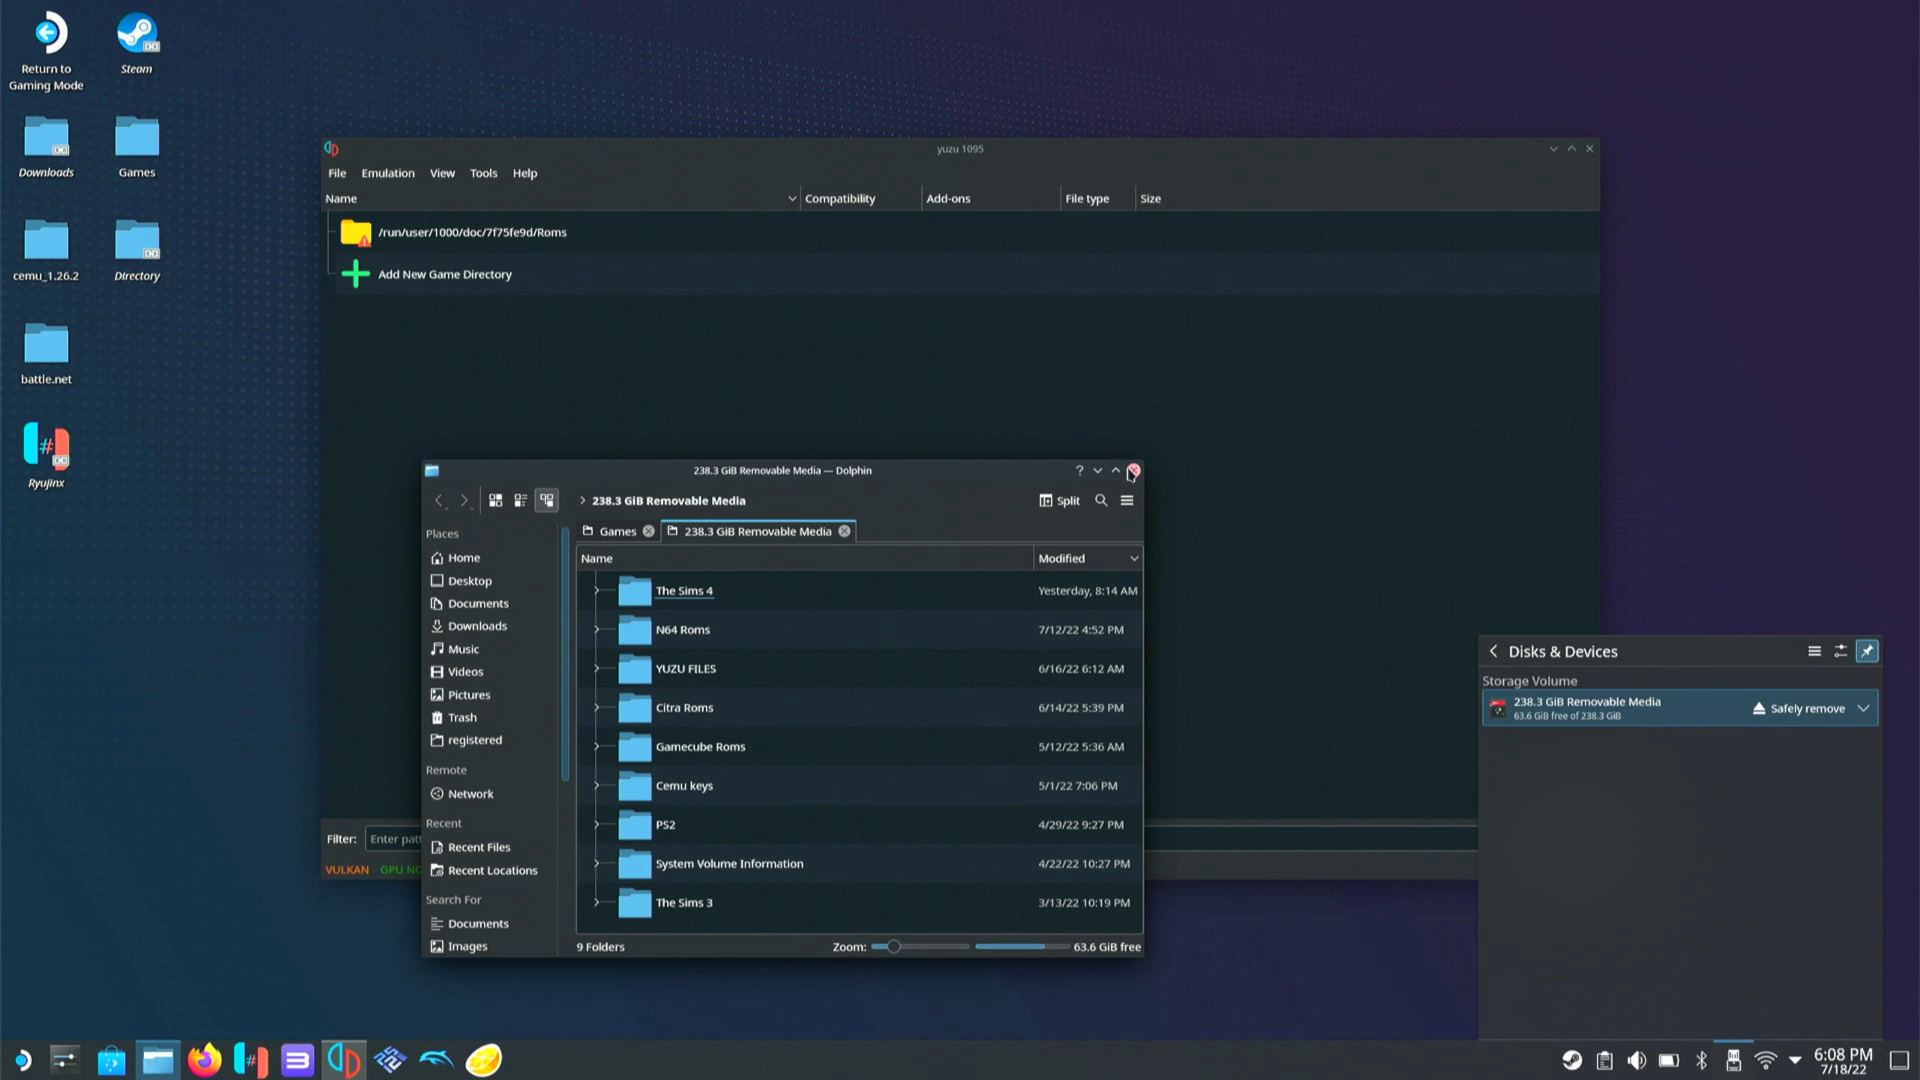 Return to
Gaming Mode
Steam
Downloads
Games
cemu_1.26.2
Directory
battle.net
Ryujinx
yuzu 1095
File Emulation View Tools Help
Name Compatibility Add-ons File type Size
/run/user/1000/doc/7f75fe9d/Roms
Add New Game Directory
Filter: Enter pat
VULKAN GPU NO
238.3 GiB Removable Media — Dolphin
238.3 GiB Removable Media
Split
Games
238.3 GiB Removable Media
Places
Home
Desktop
Documents
Downloads
Music
Videos
Pictures
Trash
registered
Remote
Network
Recent
Recent Files
Recent Locations
Search For
Documents
Images
Name Modified
The Sims 4 Yesterday, 8:14 AM
N64 Roms 7/12/22 4:52 PM
YUZU FILES 6/16/22 6:12 AM
Citra Roms 6/14/22 5:39 PM
Gamecube Roms 5/12/22 5:36 AM
Cemu keys 5/1/22 7:06 PM
PS2 4/29/22 9:27 PM
System Volume Information 4/22/22 10:27 PM
The Sims 3 3/13/22 10:19 PM
9 Folders Zoom: 63.6 GiB free
Disks & Devices
Storage Volume
238.3 GiB Removable Media
63.6 GiB free of 238.3 GiB
Safely remove
6:08 PM
7/18/22